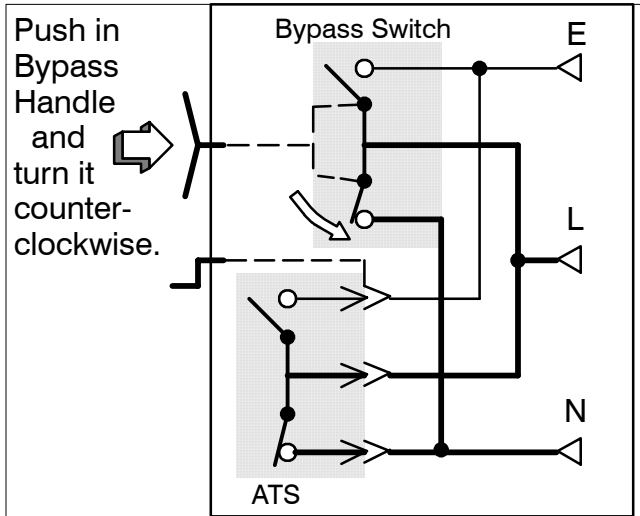 Push in
Bypass
Handle
and
turn it
counter-
clockwise.
Bypass Switch
E
L
N
ATS